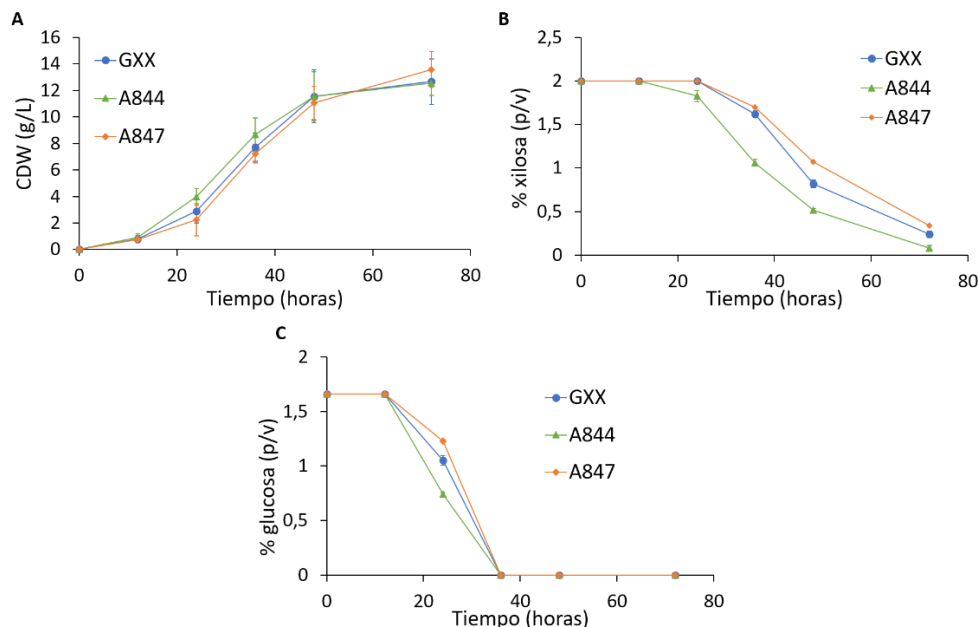 A
CDW (g/L)
16
14
12
10
8
6
4
2
0
0 20 40 60 80
Tiempo (horas)
GXX
A844
A847
B
% xilosa (p/v)
2,5
2
1,5
1
0,5
0
0 20 40 60 80
Tiempo (horas)
GXX
A844
A847
C
% glucosa (p/v)
2
1,5
1
0,5
0
0 20 40 60 80
Tiempo (horas)
GXX
A844
A847